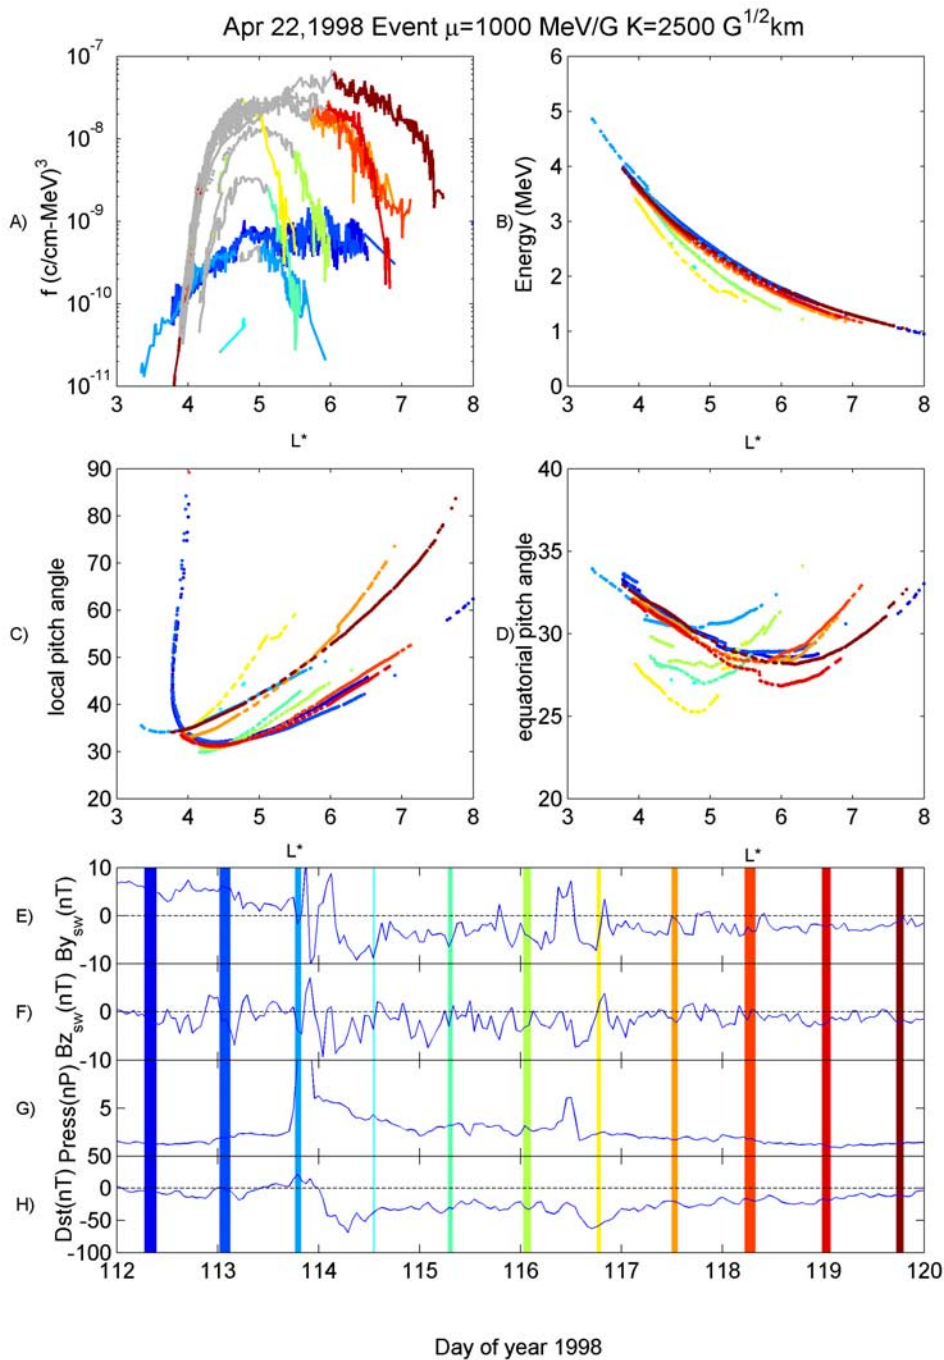 Apr 22,1998 Event μ=1000 MeV/G K=2500 G^1/2km
A)
f (c/cm-MeV)^3
10^-7
10^-8
10^-9
10^-10
10^-11
3 4 5 6 7 8
L*
B)
Energy (MeV)
6
5
4
3
2
1
0
3 4 5 6 7 8
L*
C)
local pitch angle
90
80
70
60
50
40
30
20
3 4 5 6 7 8
L*
D)
equatorial pitch angle
40
35
30
25
20
3 4 5 6 7 8
L*
E)
By_sw(nT)
10
0
-10
F)
Bz_sw(nT)
0
-10
G)
Press(nP)
5
H)
Dst(nT)
50
0
-50
-100
112 113 114 115 116 117 118 119 120
Day of year 1998